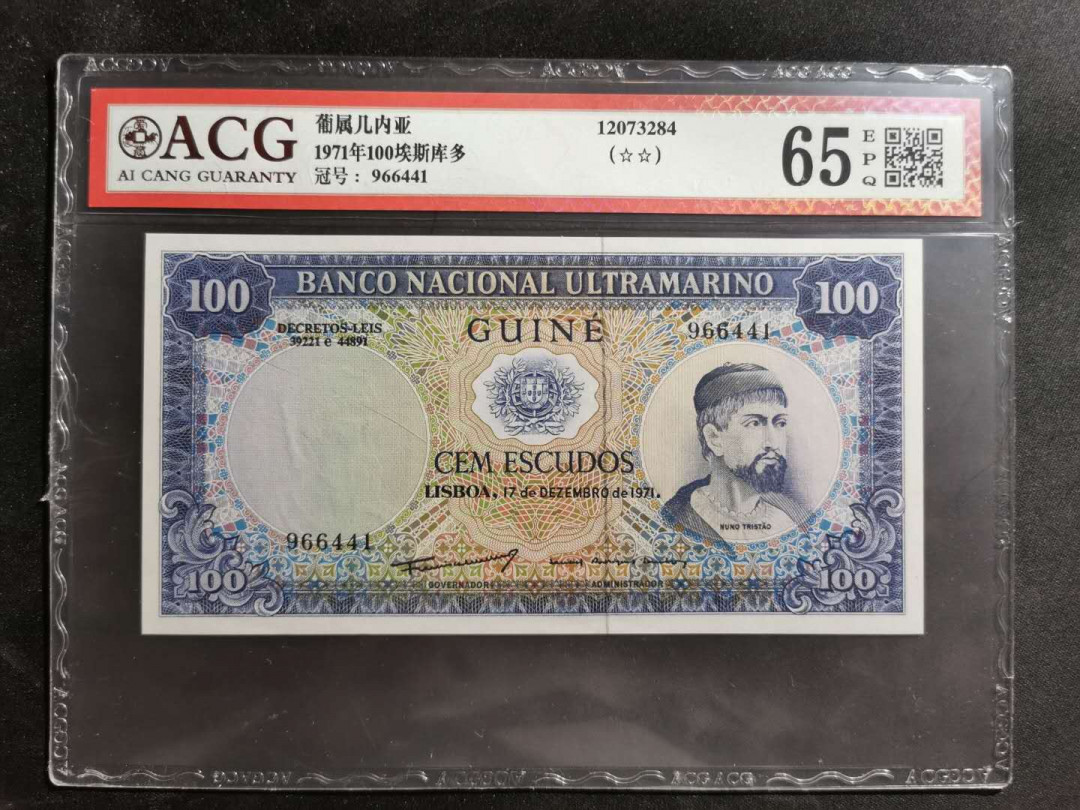 ACG
AI CANG GUARANTY
葡属几内亚
1971年100埃斯库多
冠号：966441
12073284
(☆☆)
65
EPQ
100
BANCO NACIONAL ULTRAMARINO
100
DECRETOS-LEIS
39221 e 44891
GUINÉ
966441
CEM ESCUDOS
LISBOA, 17 de DEZEMBRO de 1971.
NUNO TRISTÃO
966441
GOVERNADOR
ADMINISTRADOR
100
100